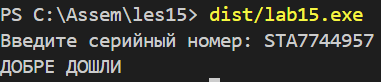 PS C:\Assem\les15> dist/lab15.exe
Введите серийный номер: STA7744957
ДОБРЕ ДОШЛИ